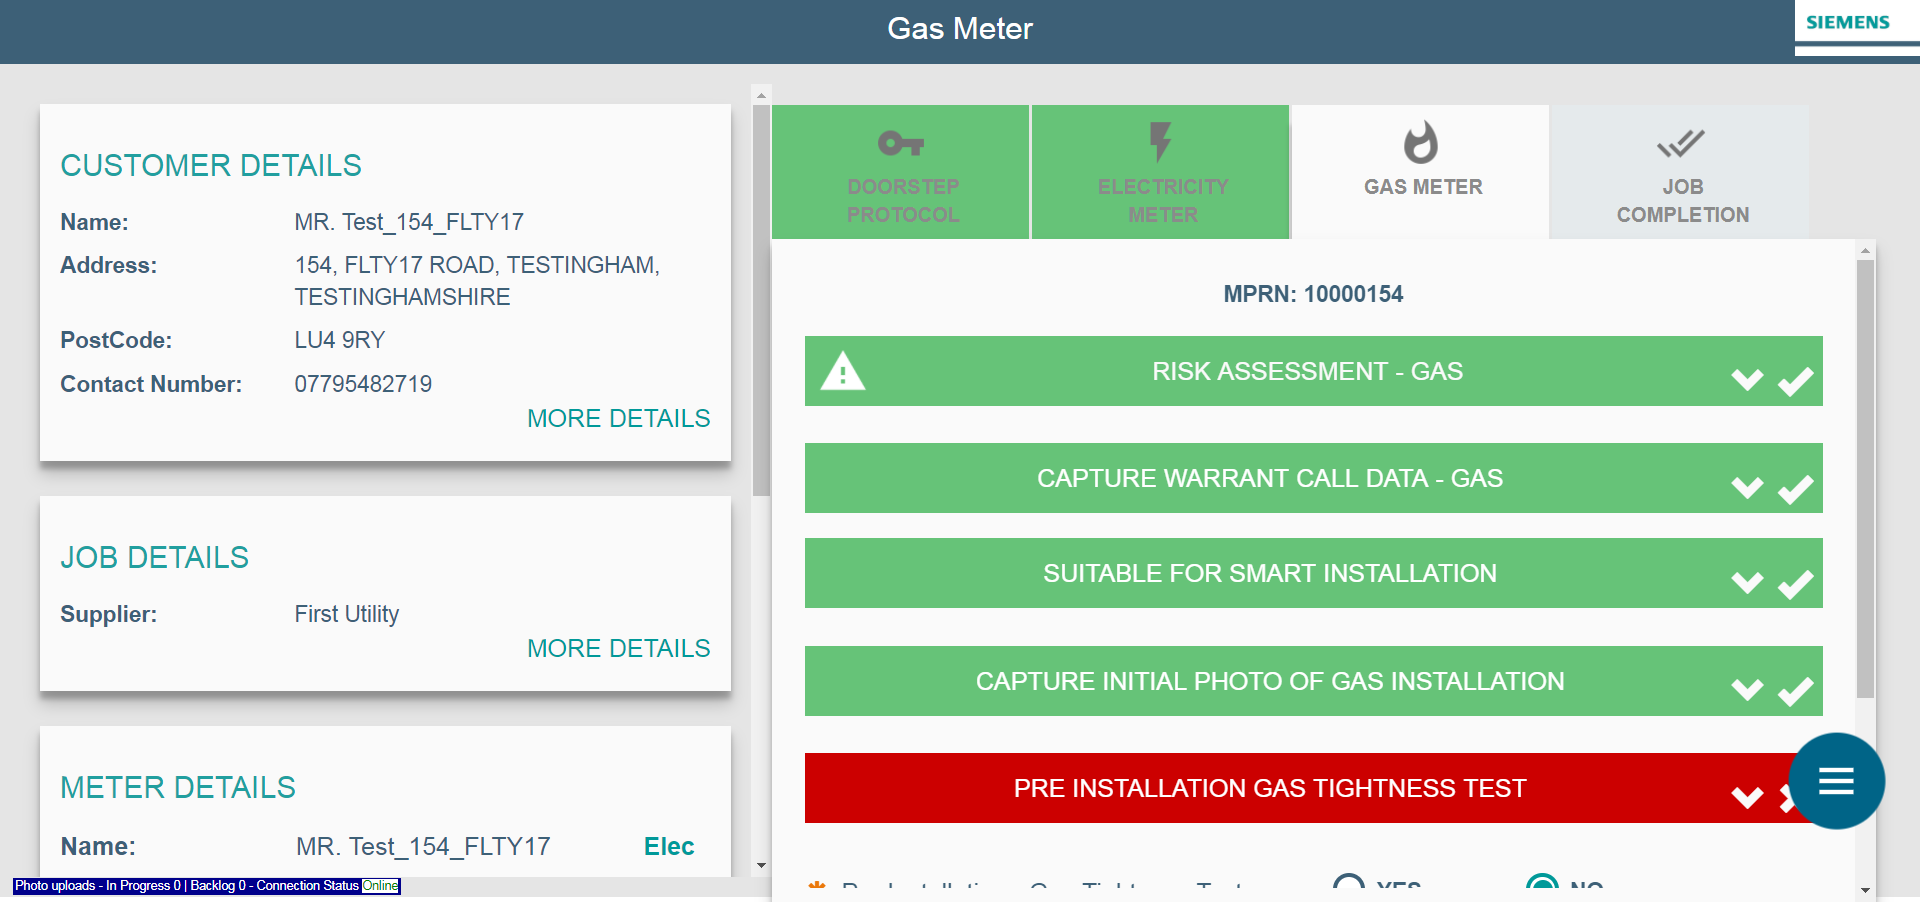 Gas Meter
SIEMENS
CUSTOMER DETAILS
Name: MR. Test_154_FLTY17
Address: 154, FLTY17 ROAD, TESTINGHAM,
TESTINGHAMSHIRE
PostCode: LU4 9RY
Contact Number: 07795482719
MORE DETAILS
JOB DETAILS
Supplier: First Utility
MORE DETAILS
METER DETAILS
Name: MR. Test_154_FLTY17 Elec
Photo uploads - In Progress 0 | Backlog 0 - Connection Status Online
DOORSTEP
PROTOCOL
ELECTRICITY
METER
GAS METER
JOB
COMPLETION
MPRN: 10000154
RISK ASSESSMENT - GAS
CAPTURE WARRANT CALL DATA - GAS
SUITABLE FOR SMART INSTALLATION
CAPTURE INITIAL PHOTO OF GAS INSTALLATION
PRE INSTALLATION GAS TIGHTNESS TEST
YES NO